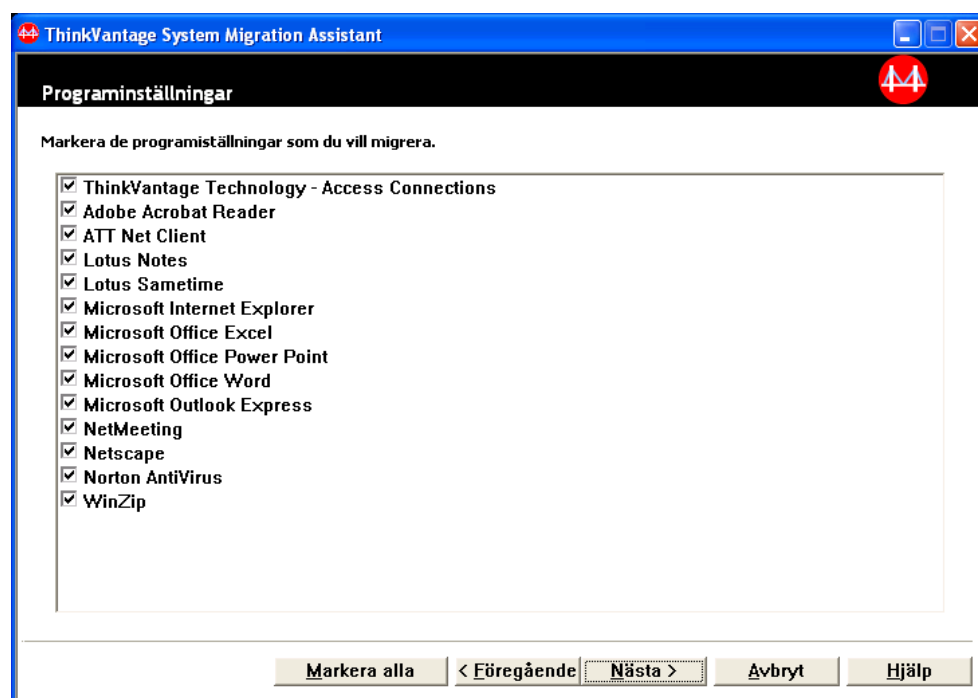 ThinkVantage System Migration Assistant
Programinställningar
Markera de programiställningar som du vill migrera.
ThinkVantage Technology - Access Connections
Adobe Acrobat Reader
ATT Net Client
Lotus Notes
Lotus Sametime
Microsoft Internet Explorer
Microsoft Office Excel
Microsoft Office Power Point
Microsoft Office Word
Microsoft Outlook Express
NetMeeting
Netscape
Norton AntiVirus
WinZip
Markera alla < Föregående Nästa > Avbryt Hjälp